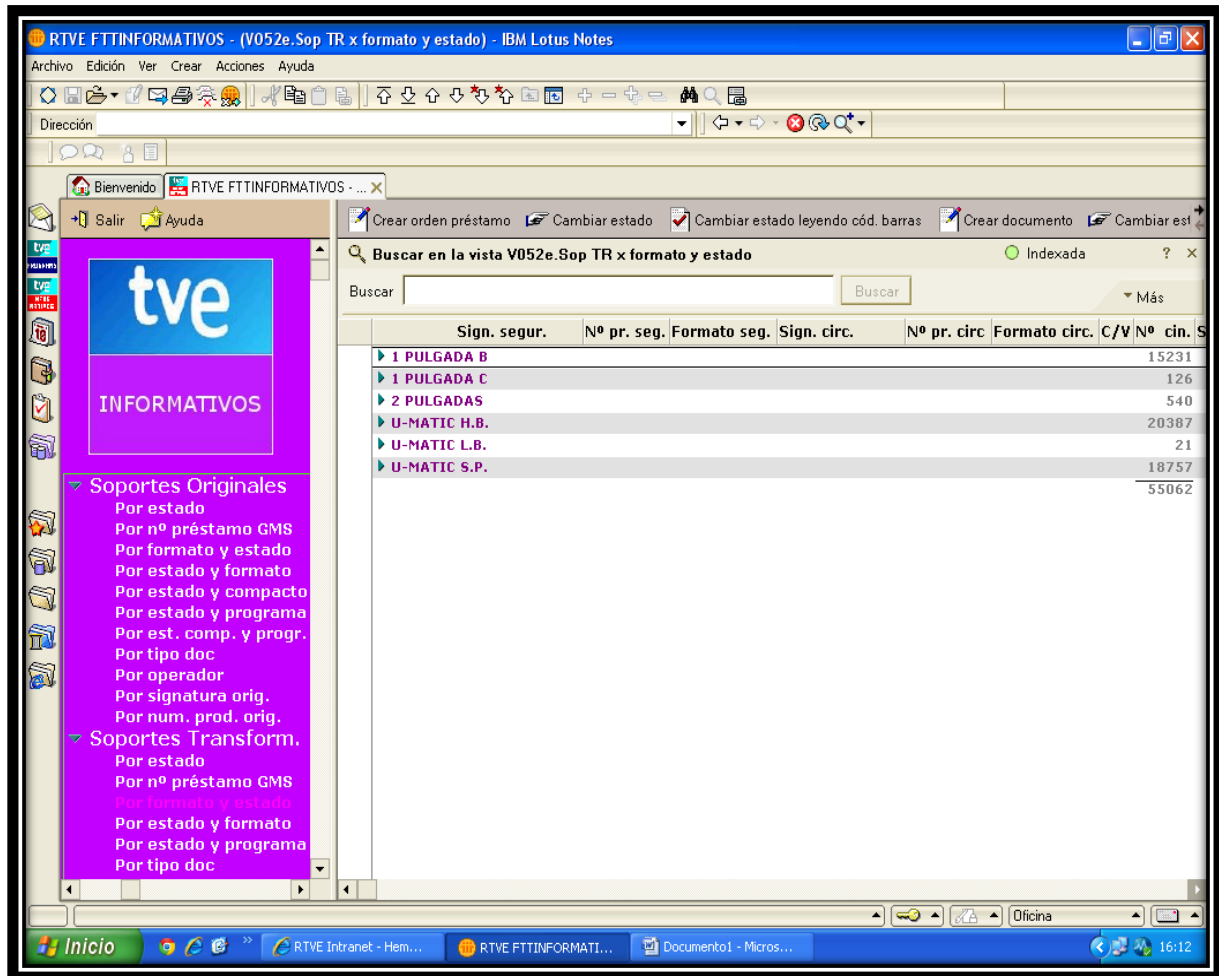 RTVE FTTINFORMATIVOS - (V052e.Sop TR x formato y estado) - IBM Lotus Notes
Archivo Edición Ver Crear Acciones Ayuda
Dirección
Bienvenido RTVE FTTINFORMATIVOS - ...
Salir Ayuda
Crear orden préstamo Cambiar estado Cambiar estado leyendo cód. barras Crear documento Cambiar est
tve
INFORMATIVOS
Buscar en la vista V052e.Sop TR x formato y estado Indexada ? ×
Buscar Buscar Más
Sign. segur. Nº pr. seg. Formato seg. Sign. circ. Nº pr. circ Formato circ. C/V Nº cin. S
1 PULGADA B 15231
1 PULGADA C 126
2 PULGADAS 540
U-MATIC H.B. 20387
U-MATIC L.B. 21
U-MATIC S.P. 18757
55062
Soportes Originales
Por estado
Por nº préstamo GMS
Por formato y estado
Por estado y formato
Por estado y compacto
Por estado y programa
Por est. comp. y progr.
Por tipo doc
Por operador
Por signatura orig.
Por num. prod. orig.
Soportes Transform.
Por estado
Por nº préstamo GMS
Por formato y estado
Por estado y formato
Por estado y programa
Por tipo doc
Oficina
Inicio RTVE Intranet - Hem... RTVE FTTINFORMATI... Documento1 - Micros... 16:12